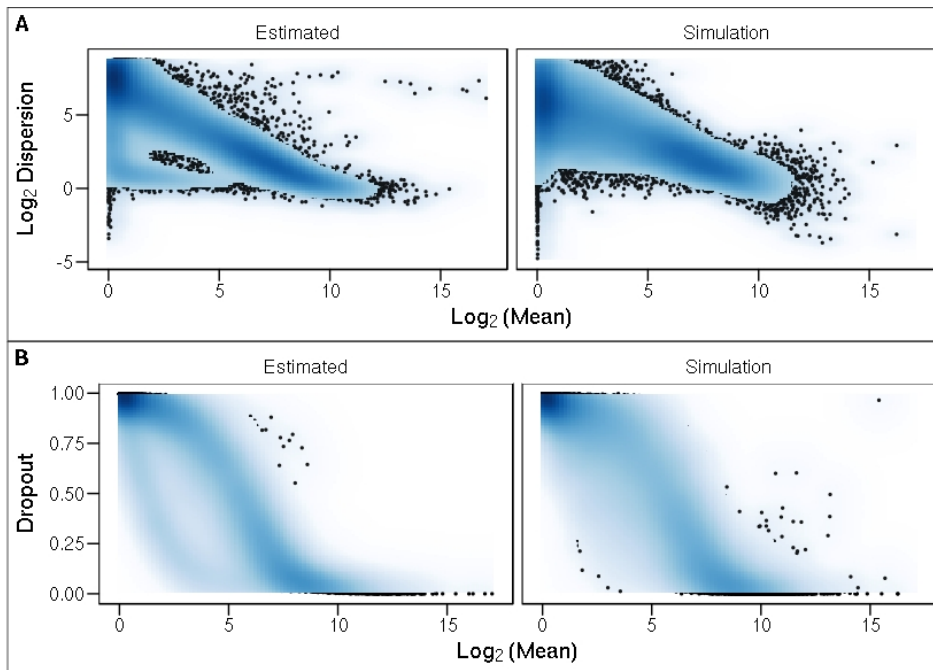 A
Estimated
Simulation
Log2 Dispersion
5
0
-5
0 5 10 15
0 5 10 15
Log2 (Mean)
B
Estimated
Simulation
Dropout
1.00
0.75
0.50
0.25
0.00
0 5 10 15
0 5 10 15
Log2 (Mean)